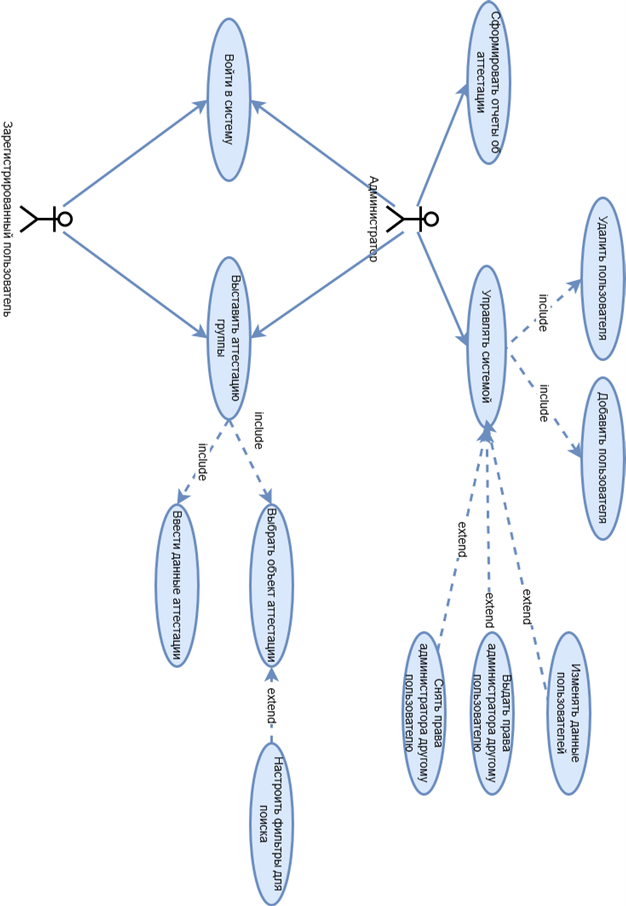 Удалить пользователя
Добавить пользователя
include
include
Сформировать отчеты об
аттестации
Управлять системой
extend
Изменять данные
пользователей
extend
Выдать права
администратора другому
пользователю
extend
Снять права
администратора другому
пользователю
Администратор
Войти в систему
Выставить аттестацию
группы
include
Выбрать объект аттестации
extend
Настроить фильтры для
поиска
include
Ввести данные аттестации
Зарегистрированный пользователь